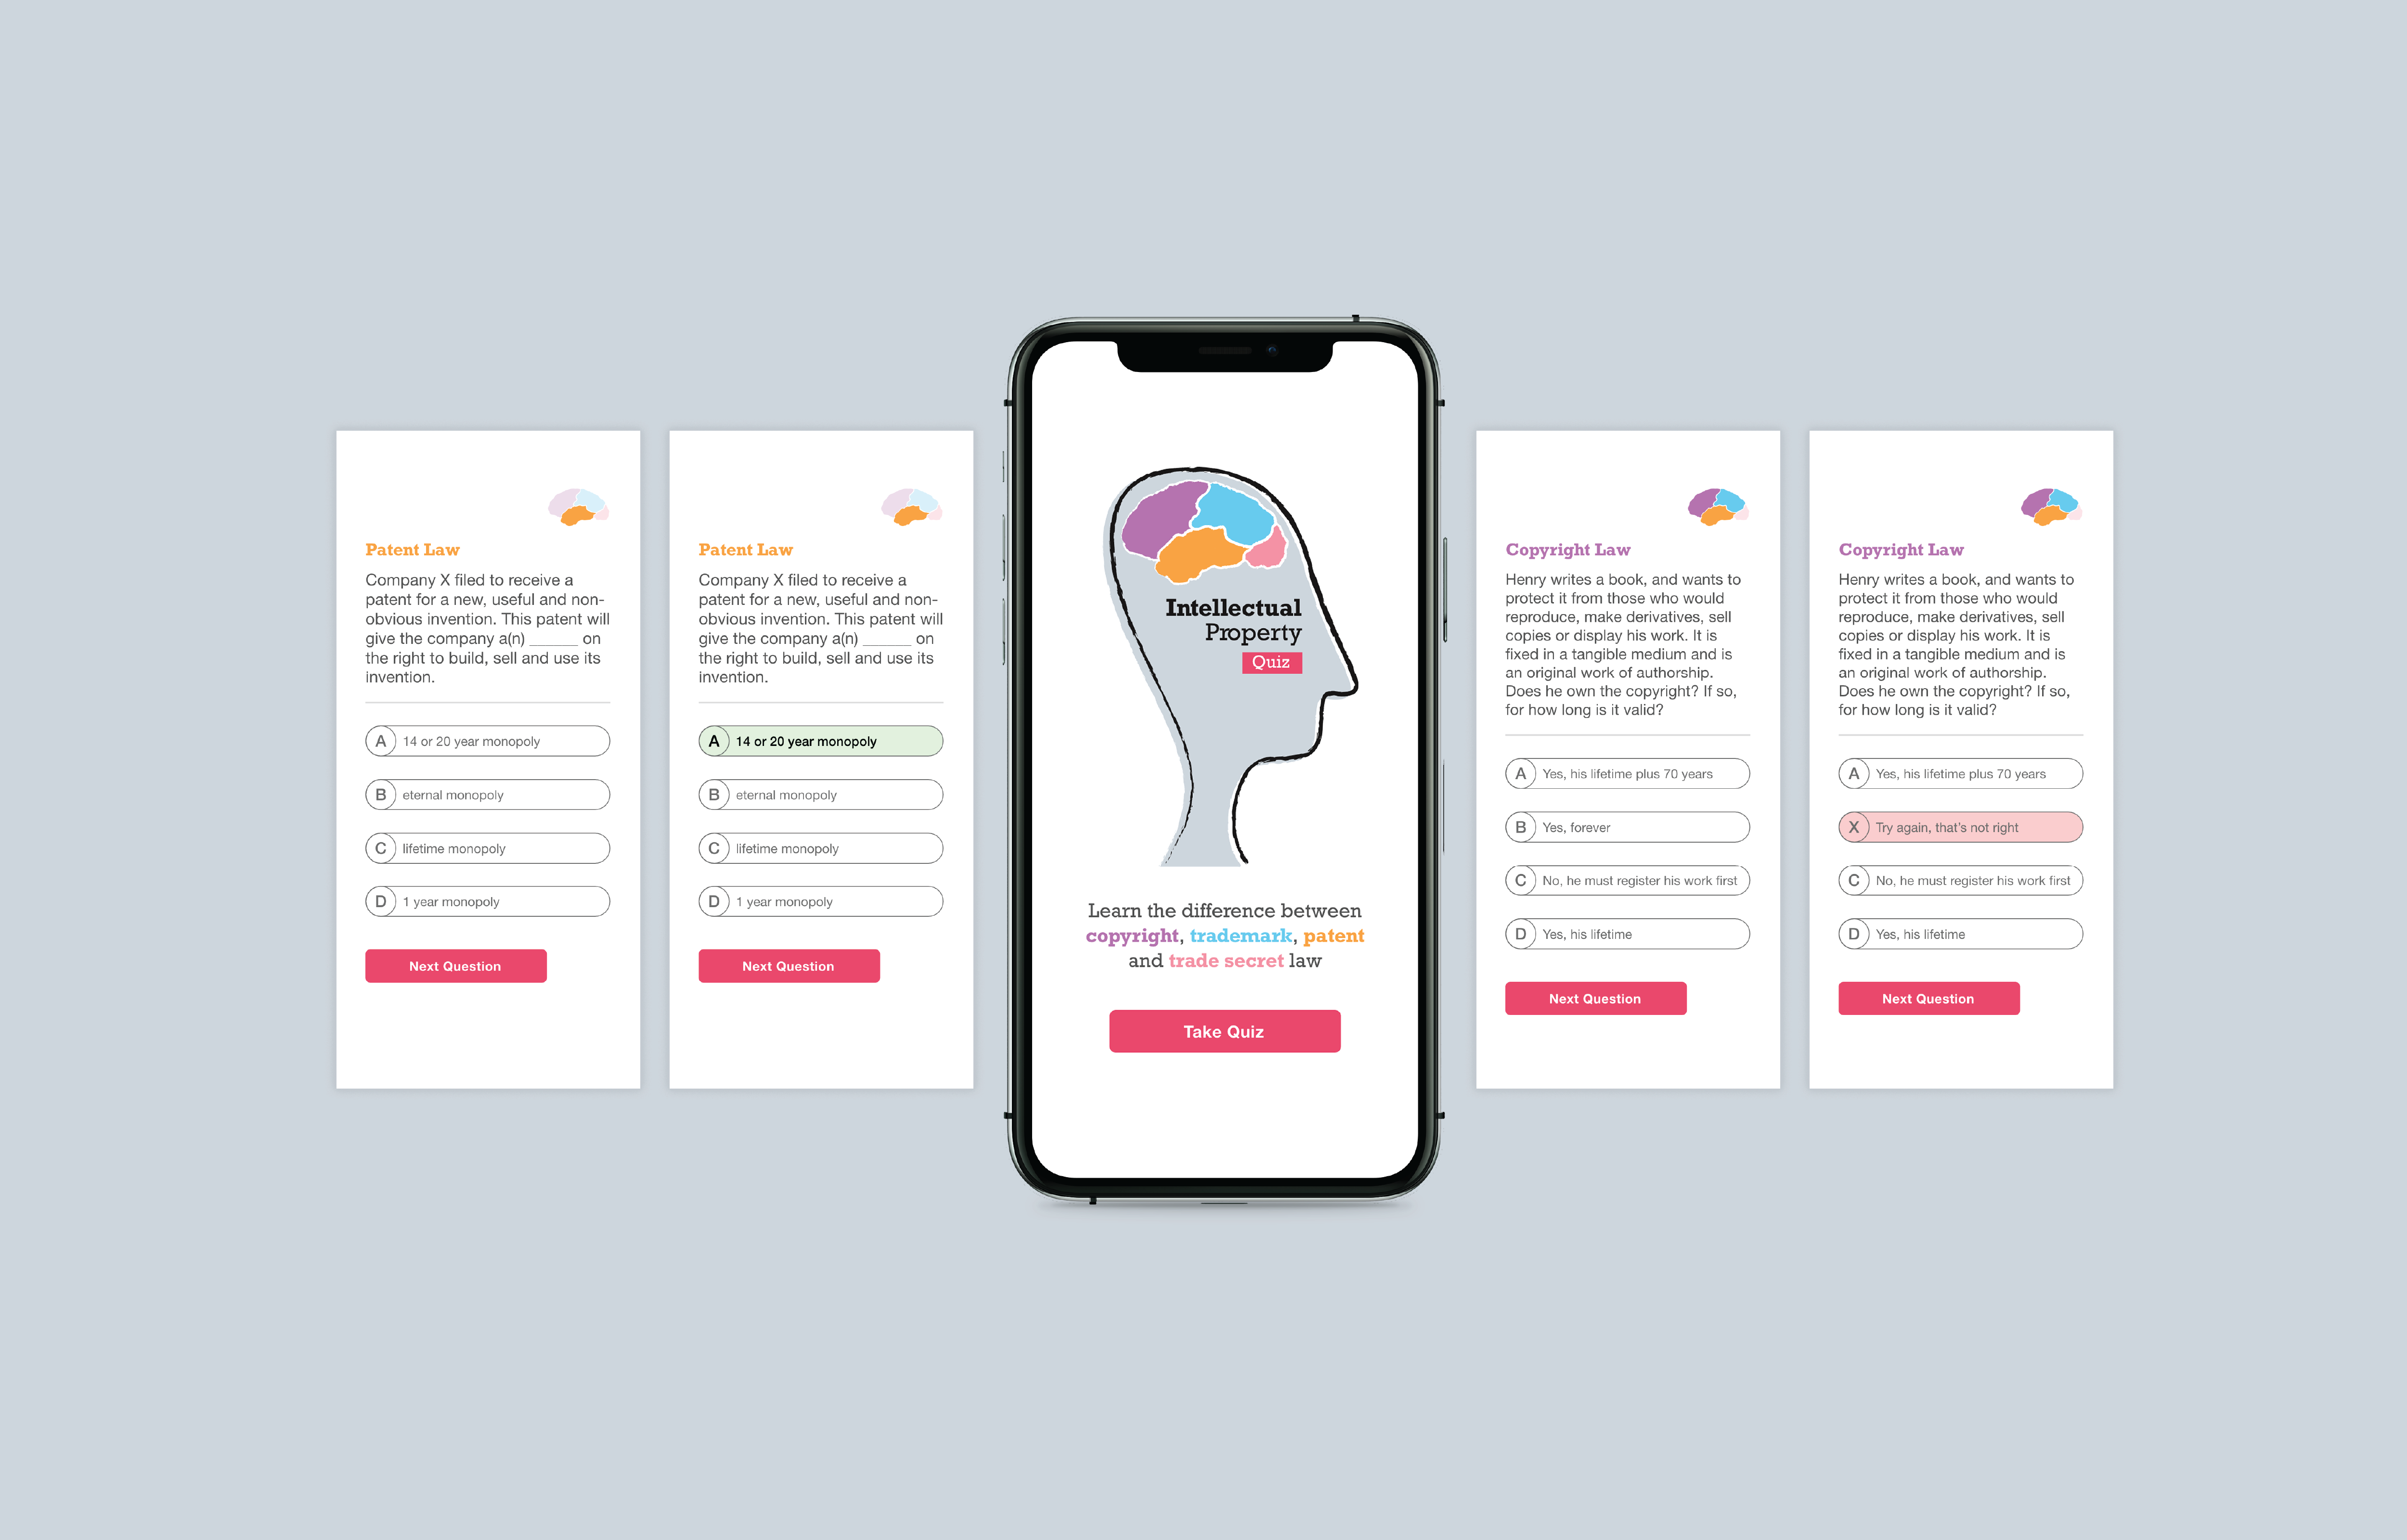 Patent Law
Company X filed to receive a
patent for a new, useful and non-
obvious invention. This patent will
give the company a(n) ______ on
the right to build, sell and use its
invention.
A 14 or 20 year monopoly
B eternal monopoly
C lifetime monopoly
D 1 year monopoly
Next Question
Patent Law
Company X filed to receive a
patent for a new, useful and non-
obvious invention. This patent will
give the company a(n) ______ on
the right to build, sell and use its
invention.
A 14 or 20 year monopoly
B eternal monopoly
C lifetime monopoly
D 1 year monopoly
Next Question
Intellectual
Property
Quiz
Learn the difference between
copyright, trademark, patent
and trade secret law
Take Quiz
Copyright Law
Henry writes a book, and wants to
protect it from those who would
reproduce, make derivatives, sell
copies or display his work. It is
fixed in a tangible medium and is
an original work of authorship.
Does he own the copyright? If so,
for how long is it valid?
A Yes, his lifetime plus 70 years
B Yes, forever
C No, he must register his work first
D Yes, his lifetime
Next Question
Copyright Law
Henry writes a book, and wants to
protect it from those who would
reproduce, make derivatives, sell
copies or display his work. It is
fixed in a tangible medium and is
an original work of authorship.
Does he own the copyright? If so,
for how long is it valid?
A Yes, his lifetime plus 70 years
X Try again, that's not right
C No, he must register his work first
D Yes, his lifetime
Next Question